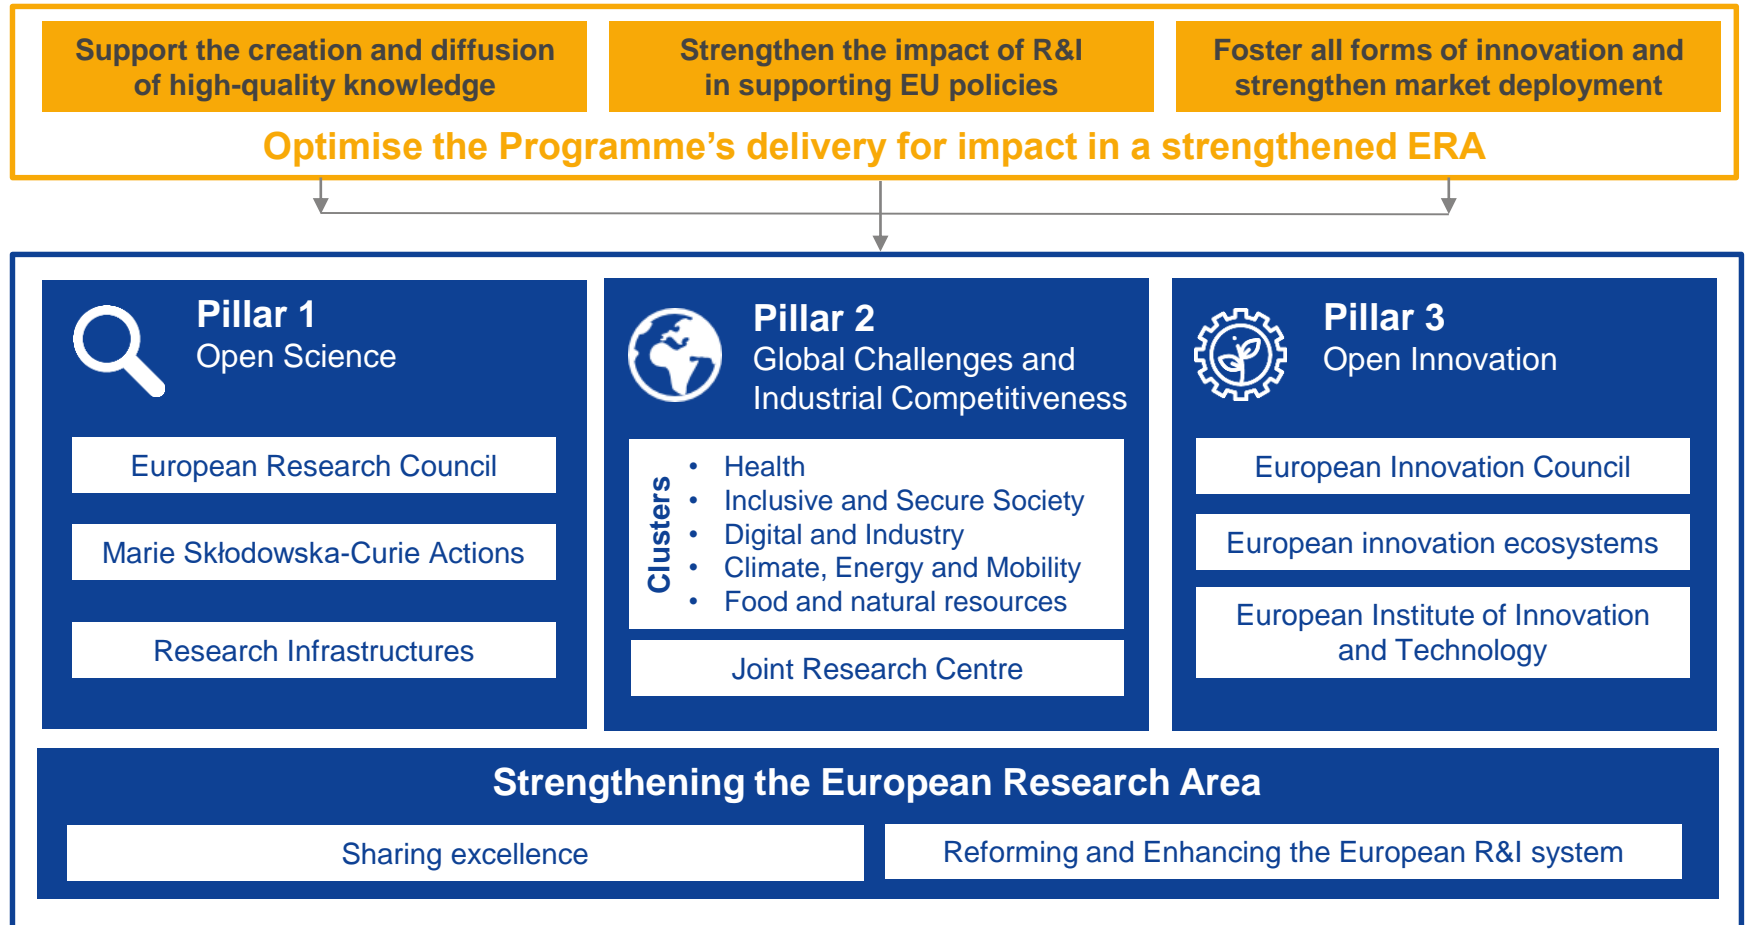 Support the creation and diffusion
of high-quality knowledge
Strengthen the impact of R&I
in supporting EU policies
Foster all forms of innovation and
strengthen market deployment
Optimise the Programme’s delivery for impact in a strengthened ERA
Pillar 1
Open Science
European Research Council
Marie Skłodowska-Curie Actions
Research Infrastructures
Pillar 2
Global Challenges and
Industrial Competitiveness
Clusters
• Health
• Inclusive and Secure Society
• Digital and Industry
• Climate, Energy and Mobility
• Food and natural resources
Joint Research Centre
Pillar 3
Open Innovation
European Innovation Council
European innovation ecosystems
European Institute of Innovation
and Technology
Strengthening the European Research Area
Sharing excellence
Reforming and Enhancing the European R&I system